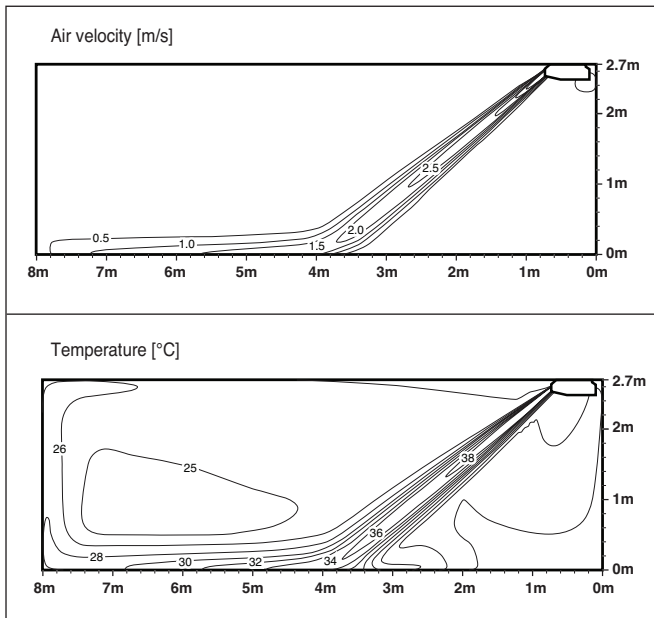 Air velocity [m/s]
2.7m
2m
2.5
1m
2.0
0.5
1.0
1.5
0m
8m 7m 6m 5m 4m 3m 2m 1m 0m
Temperature [°C]
2.7m
2m
26
25
38
1m
36
28
30
32
34
0m
8m 7m 6m 5m 4m 3m 2m 1m 0m